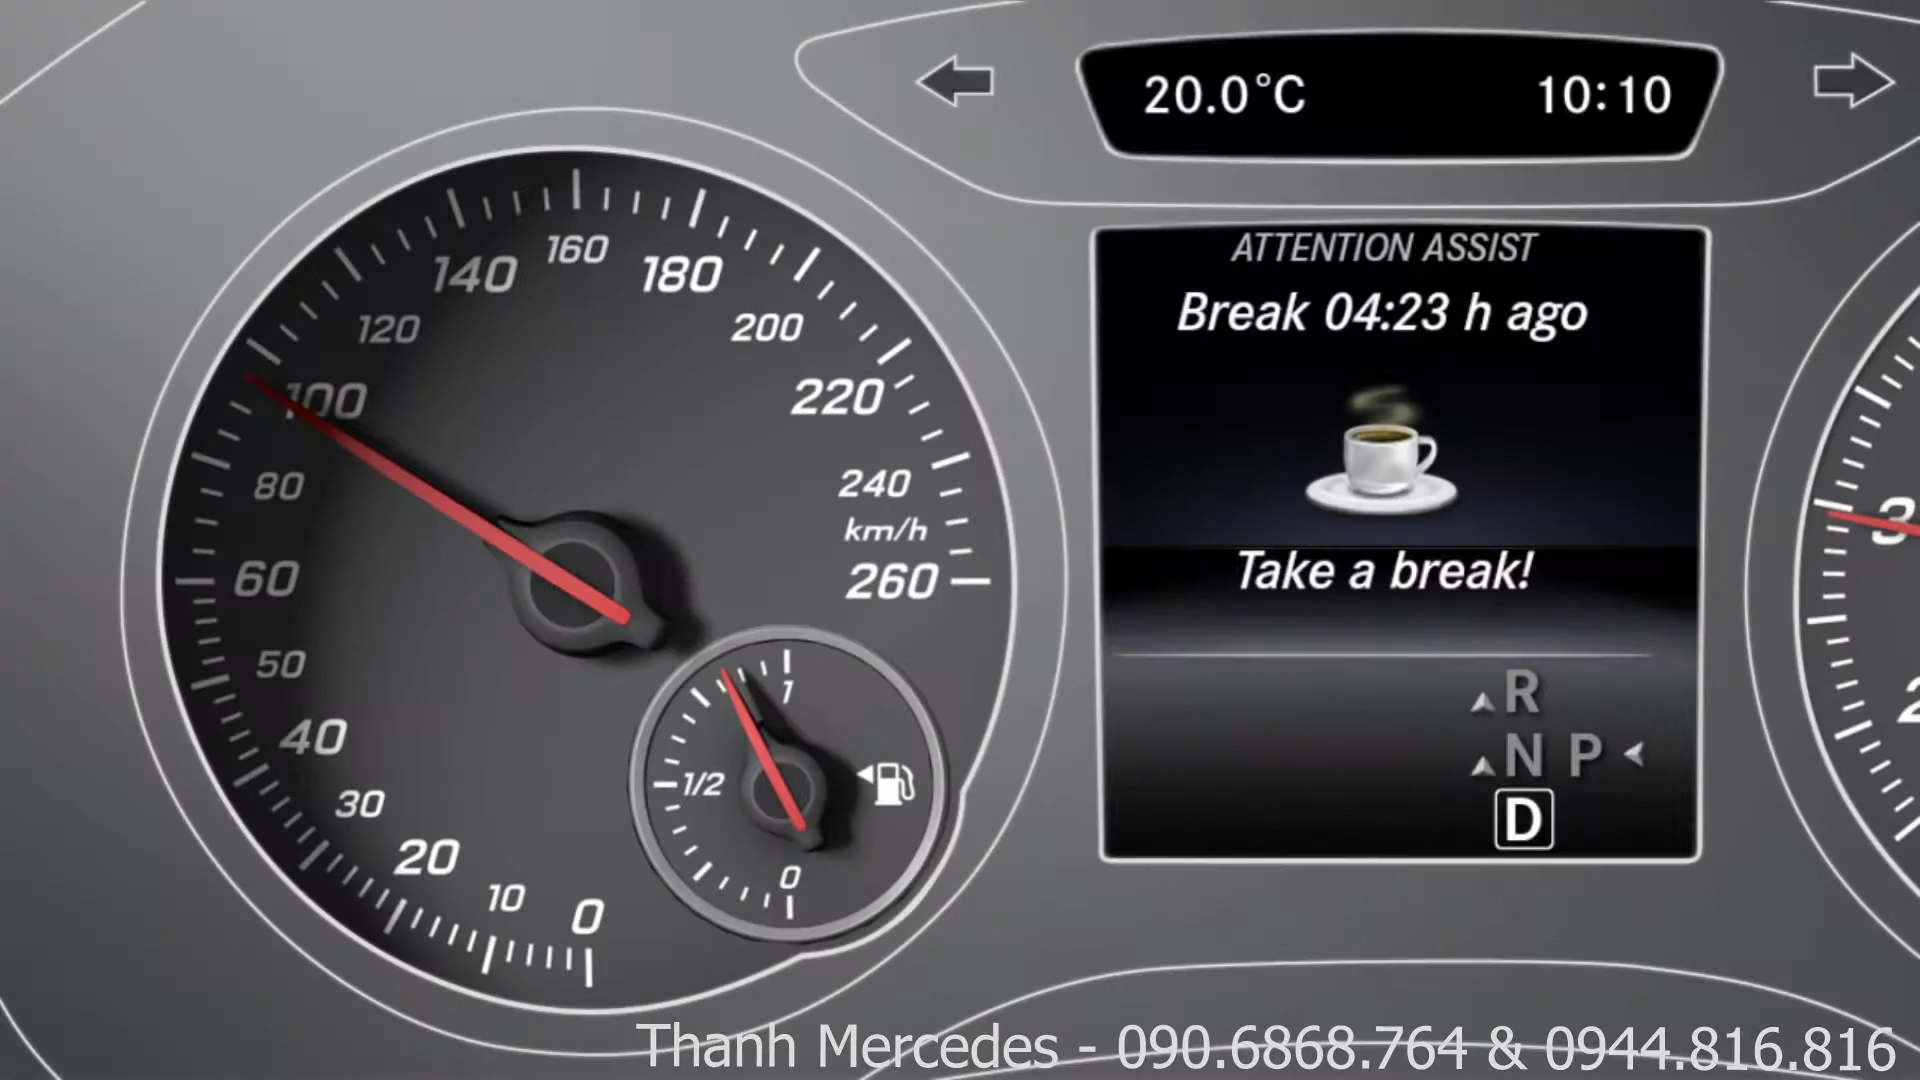 20.0°C 10:10
ATTENTION ASSIST
Break 04:23 h ago
Take a break!
R
N P
D
0
10
20
30
40
50
60
80
100
120
140
160
180
200
220
240
km/h
260
1
1/2
0
3
2
Thanh Mercedes - 090.6868.764 & 0944.816.816